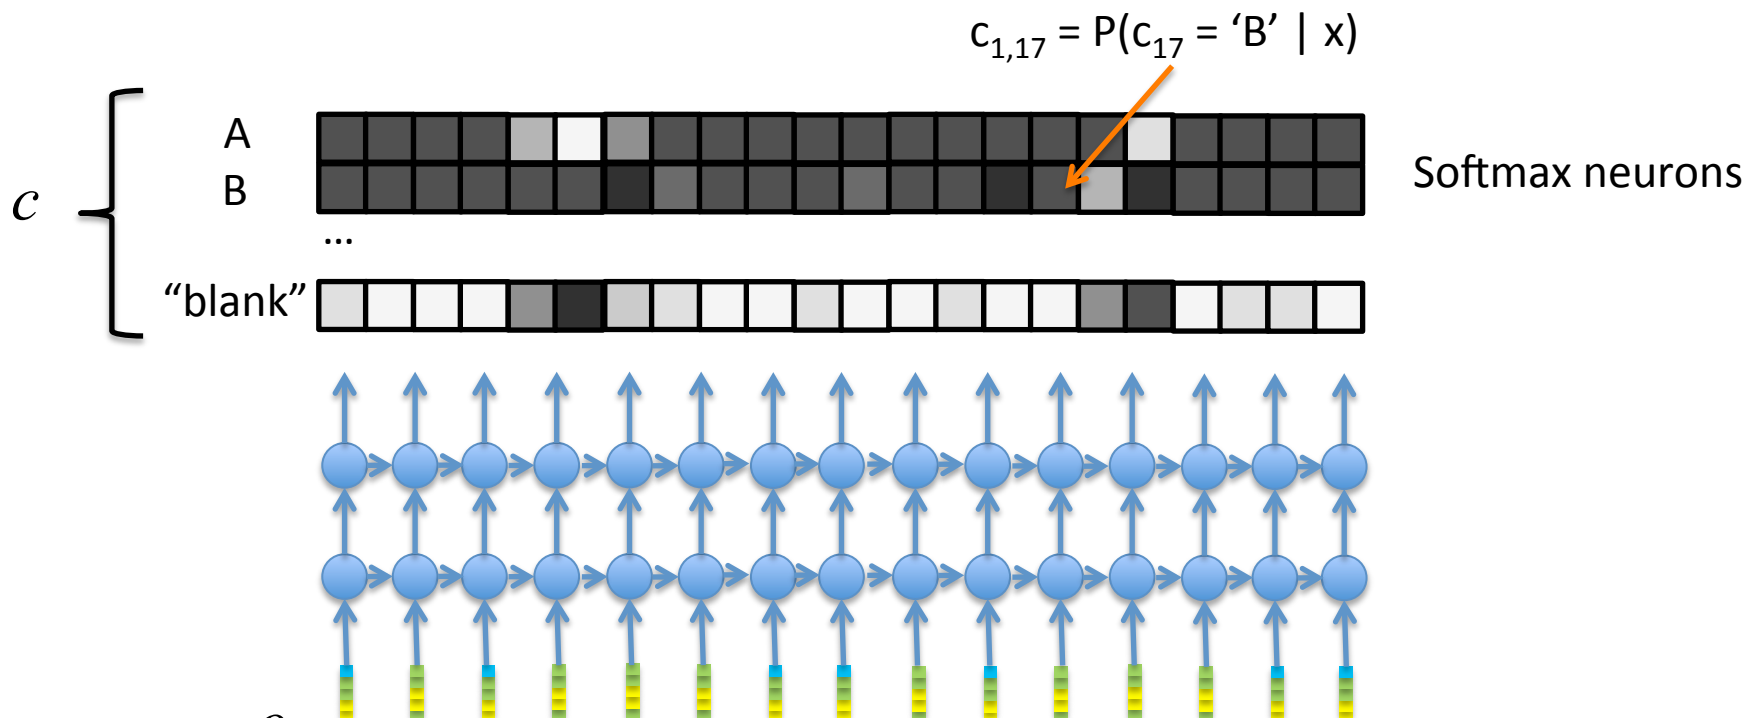 c₁,₁₇ = P(c₁₇ = ‘B’ | x)
A
c
B
Softmax neurons
...
“blank”